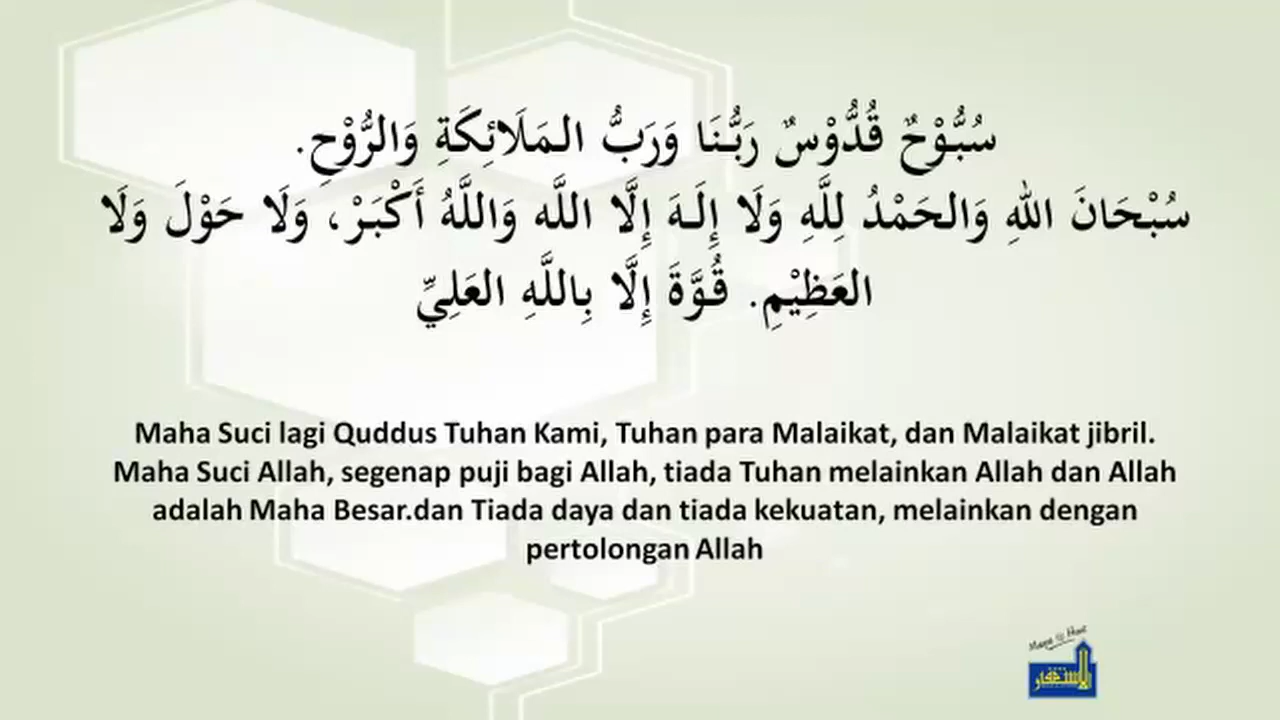 سُبُّوْحٌ قُدُّوْسٌ رَبُّنَا وَرَبُّ الْمَلَائِكَةِ وَالرُّوْحِ.
سُبْحَانَ اللهِ وَالحَمْدُ لِلَّهِ وَلَا إِلَهَ إِلَّا اللَّه وَاللَّهُ أَكْبَرْ، وَلَا حَوْلَ وَلَا
العَظِيْمِ. قُوَّةَ إِلَّا بِاللَّهِ العَلِيِّ
Maha Suci lagi Quddus Tuhan Kami, Tuhan para Malaikat, dan Malaikat jibril.
Maha Suci Allah, segenap puji bagi Allah, tiada Tuhan melainkan Allah dan Allah
adalah Maha Besar.dan Tiada daya dan tiada kekuatan, melainkan dengan
pertolongan Allah